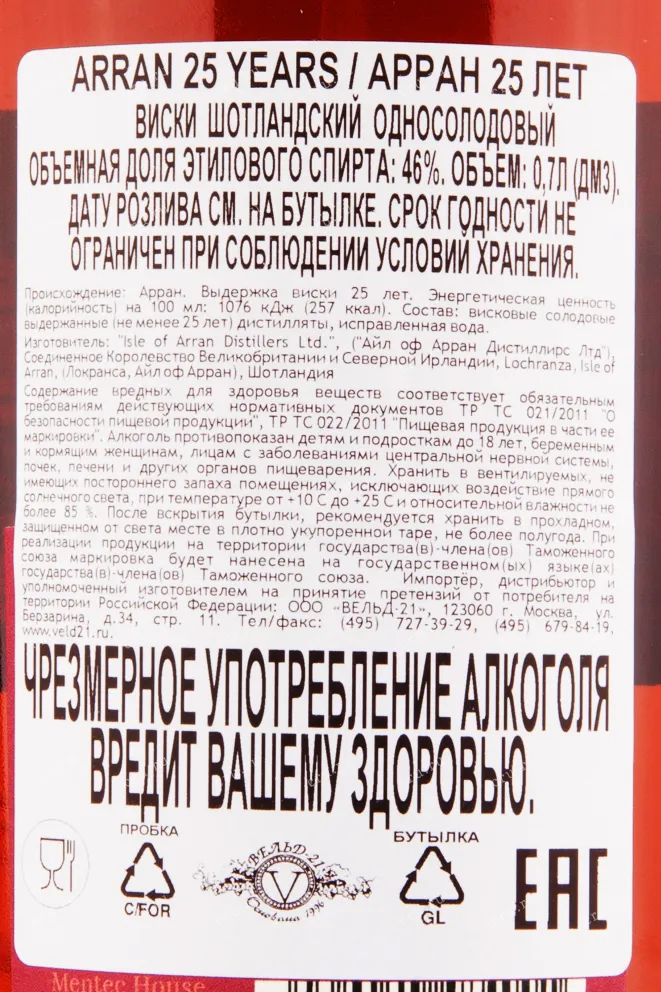 ARRAN 25 YEARS / АРРАН 25 ЛЕТ
ВИСКИ ШОТЛАНДСКИЙ ОДНОСОЛОДОВЫЙ
ОБЪЕМНАЯ ДОЛЯ ЭТИЛОВОГО СПИРТА: 46%. ОБЪЕМ: 0,7Л (ДМ3).
ДАТУ РОЗЛИВА СМ. НА БУТЫЛКЕ. СРОК ГОДНОСТИ НЕ
ОГРАНИЧЕН ПРИ СОБЛЮДЕНИИ УСЛОВИЙ ХРАНЕНИЯ.
Происхождение: Арран. Выдержка виски 25 лет. Энергетическая ценность
(калорийность) на 100 мл: 1076 кДж (257 ккал). Состав: висковые солодовые
выдержанные (не менее 25 лет) дистилляты, исправленная вода.
Изготовитель: "Isle of Arran Distillers Ltd.", ("Айл оф Арран Дистиллирс Лтд"),
Соединенное Королевство Великобритании и Северной Ирландии, Lochranza, Isle of
Arran, (Локранса, Айл оф Арран), Шотландия
Содержание вредных для здоровья веществ соответствует обязательным
требованиям действующих нормативных документов ТР ТС 021/2011 "О
безопасности пищевой продукции", ТР ТС 022/2011 "Пищевая продукция в части ее
маркировки". Алкоголь противопоказан детям и подросткам до 18 лет, беременным
и кормящим женщинам, лицам с заболеваниями центральной нервной системы,
почек, печени и других органов пищеварения. Хранить в вентилируемых, не
имеющих постороннего запаха помещениях, исключающих воздействие прямого
солнечного света, при температуре от +10 С до +25 С и относительной влажности не
более 85 %. После вскрытия бутылки, рекомендуется хранить в прохладном,
защищенном от света месте в плотно укупоренной таре, не более полугода. При
реализации продукции на территории государства(в)-члена(ов) Таможенного
союза маркировка будет нанесена на государственном(ых) языке(ах)
государства(в)-члена(ов) Таможенного союза. Импортёр, дистрибьютор и
уполномоченный изготовителем на принятие претензий от потребителя на
территории Российской Федерации: ООО «ВЕЛЬД-21», 123060 г. Москва, ул.
Берзарина, д.34, стр. 11. Тел/факс: (495) 727-39-29, (495) 679-84-19,
www.veld21.ru.
ЧРЕЗМЕРНОЕ УПОТРЕБЛЕНИЕ АЛКОГОЛЯ
ВРЕДИТ ВАШЕМУ ЗДОРОВЬЮ.
ПРОБКА
C/FOR
ВЕЛЬД-21
V
Основана 1996
БУТЫЛКА
GL
EAC
Mentec House